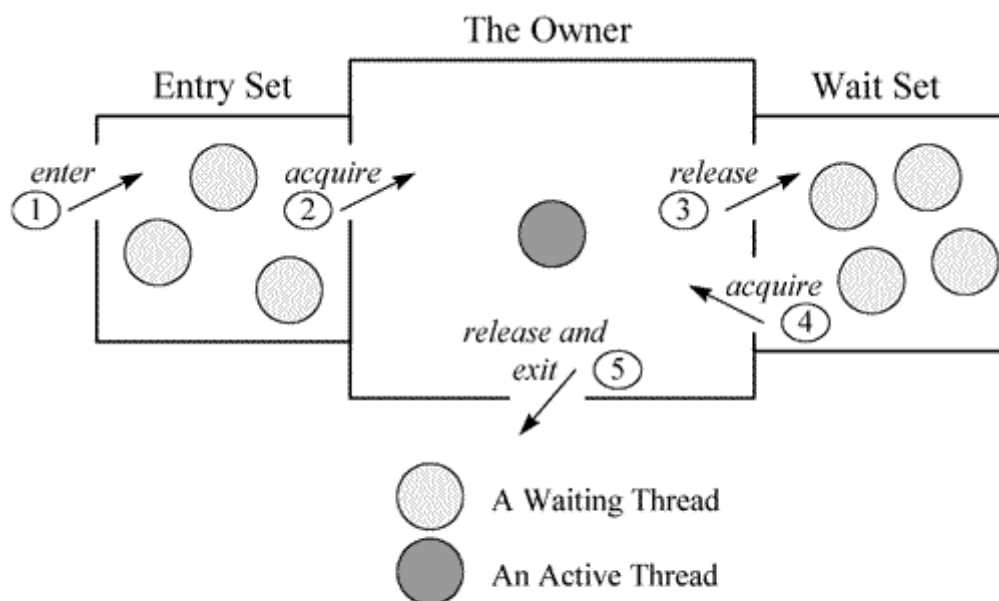 The Owner
Entry Set
Wait Set
enter
1
acquire
2
release
3
acquire
4
release and
exit
5
A Waiting Thread
An Active Thread